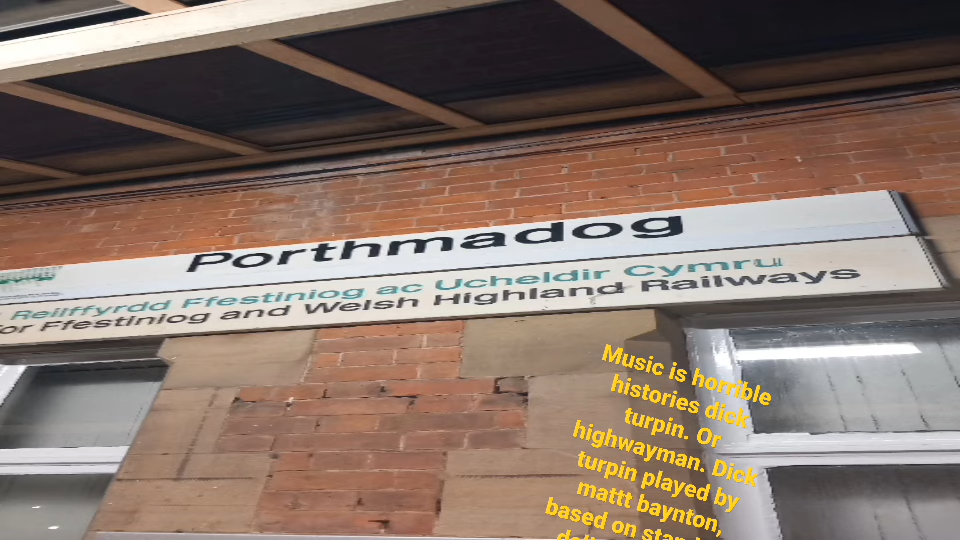 Porthmadog
Reilffyrdd Ffestiniog ac Ucheldir Cymru
for Ffestiniog and Welsh Highland Railways
Music is horrible
histories dick
turpin. Or
highwayman. Dick
turpin played by
mattt baynton,
based on